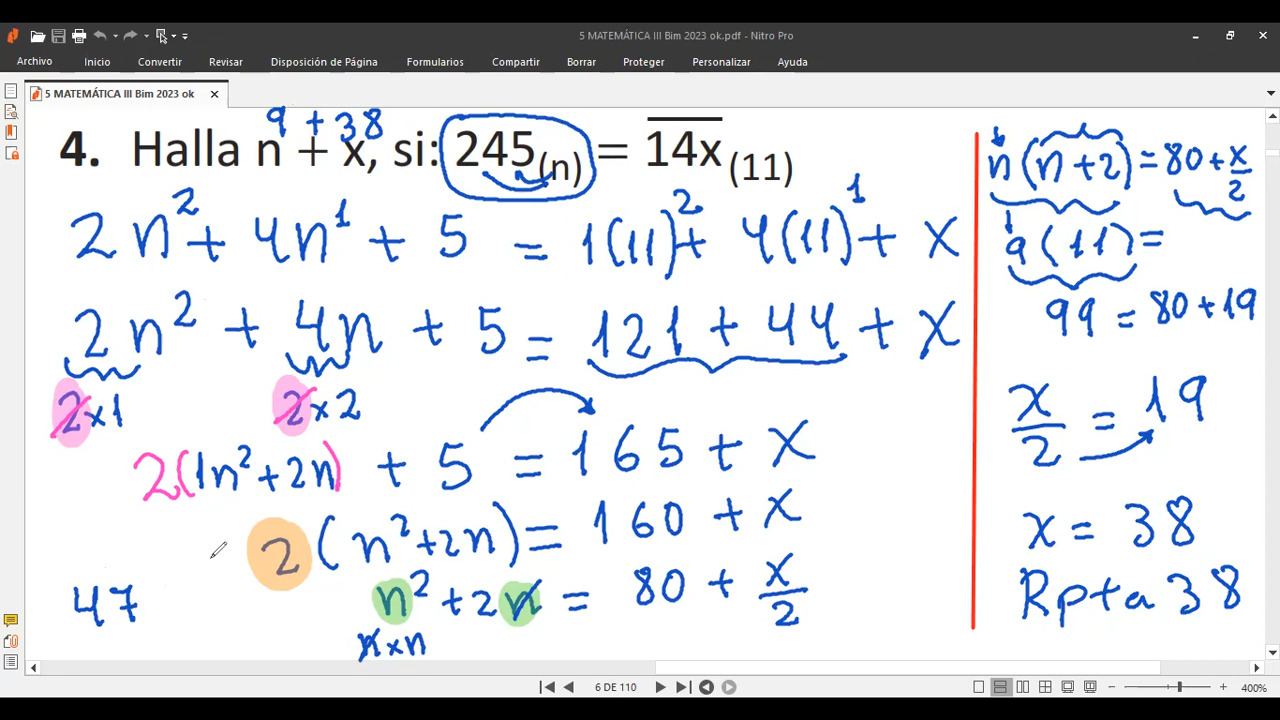 5 MATEMÁTICA III Bim 2023 ok.pdf - Nitro Pro
Archivo Inicio Convertir Revisar Disposición de Página Formularios Compartir Borrar Proteger Personalizar Ayuda
5 MATEMÁTICA III Bim 2023 ok
9 + 38
4. Halla n + x, si: 245(n) = 14x(11)
2n² + 4n¹ + 5 = 1(11)² + 4(11)¹ + x
2n² + 4n + 5 = 121 + 44 + x
2x1 2x2
2(1n² + 2n) + 5 = 165 + x
2(n² + 2n) = 160 + x
47
n² + 2n = 80 + x/2
nxn
n(n+2) = 80 + x/2
9(11) =
99 = 80 + 19
x/2 = 19
x = 38
Rpta 38
6 DE 110
400%